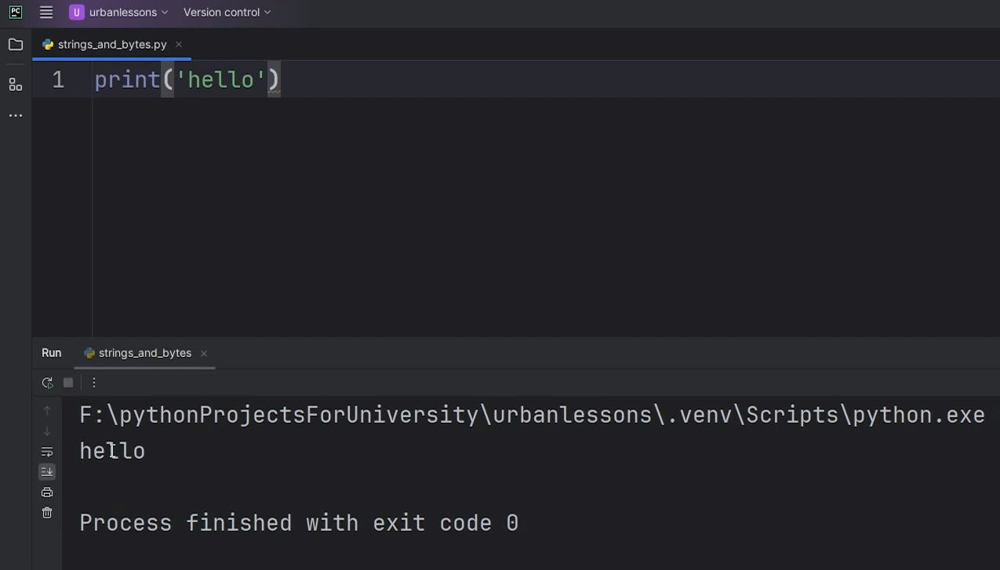 PC
U urbanlessons Version control
strings_and_bytes.py
1 print('hello')
Run strings_and_bytes
F:\pythonProjectsForUniversity\urbanlessons\.venv\Scripts\python.exe
hello
Process finished with exit code 0